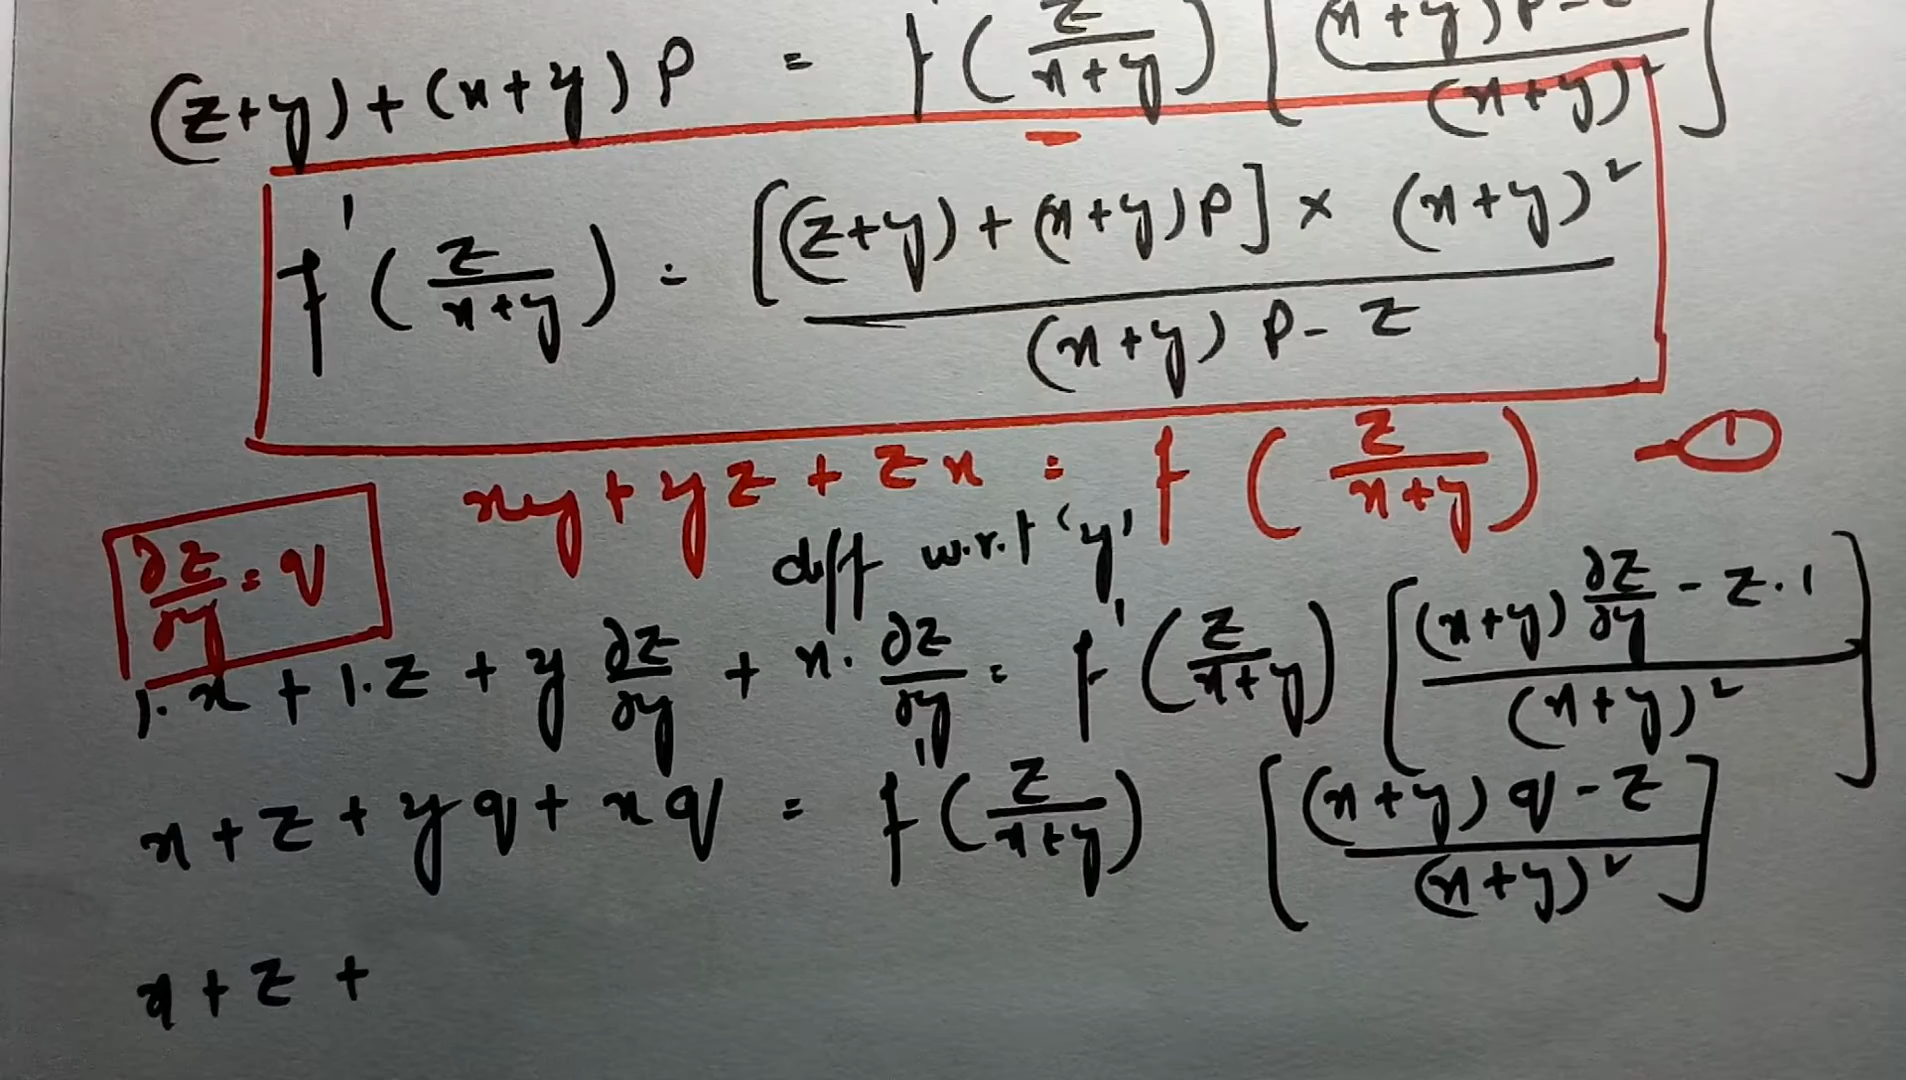 (z+y)+(x+y)p = f(z/(x+y)) [((x+y)p-z)/(x+y)²]
f'(z/(x+y)) = [(z+y)+(x+y)p] × (x+y)² / ((x+y)p-z)
xy+yz+zx = f(z/(x+y)) —①
diff w.r.t 'y'
∂z/∂y = q
1.x + 1.z + y ∂z/∂y + x. ∂z/∂y = f'(z/(x+y)) [((x+y) ∂z/∂y - z.1)/(x+y)²]
x+z+yq+xq = f'(z/(x+y)) [((x+y)q-z)/(x+y)²]
x+z+